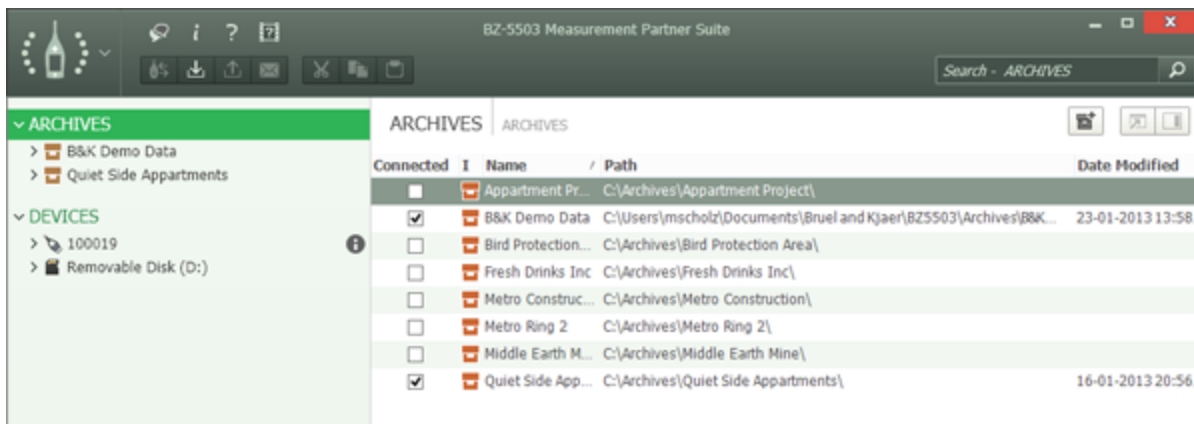 BZ-5503 Measurement Partner Suite
i ? ?
Search - ARCHIVES
ARCHIVES
B&K Demo Data
Quiet Side Appartments
DEVICES
100019
Removable Disk (D:)
ARCHIVES ARCHIVES
Connected I Name / Path Date Modified
Appartment Pr... C:\Archives\Appartment Project\
B&K Demo Data C:\Users\mscholz\Documents\Bruel and Kjaer\BZ5503\Archives\B&K... 23-01-2013 13:58
Bird Protection... C:\Archives\Bird Protection Area\
Fresh Drinks Inc C:\Archives\Fresh Drinks Inc\
Metro Construc... C:\Archives\Metro Construction\
Metro Ring 2 C:\Archives\Metro Ring 2\
Middle Earth M... C:\Archives\Middle Earth Mine\
Quiet Side App... C:\Archives\Quiet Side Appartments\ 16-01-2013 20:56